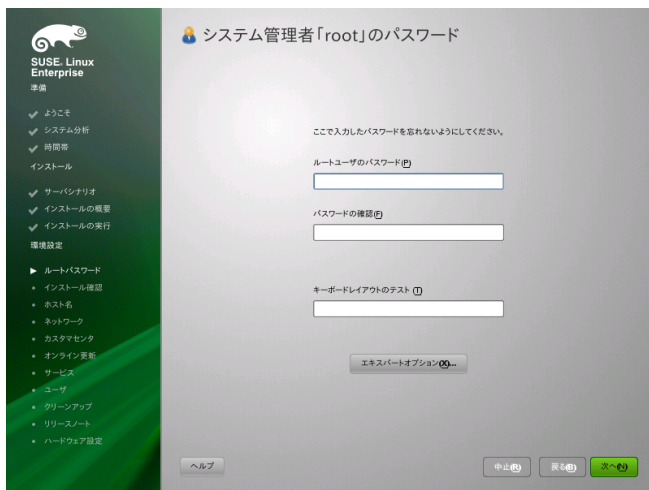 SUSE® Linux
Enterprise
準備
ようこそ
システム分析
時間帯
インストール
サーバシナリオ
インストールの概要
インストールの実行
環境設定
ルートパスワード
インストール確認
ホスト名
ネットワーク
カスタマセンタ
オンライン更新
サービス
ユーザ
クリーンアップ
リリースノート
ハードウェア設定
システム管理者「root」のパスワード
ここで入力したパスワードを忘れないようにしてください。
ルートユーザのパスワード(P)
パスワードの確認(F)
キーボードレイアウトのテスト (T)
エキスパートオプション(X)...
ヘルプ
中止(R)
戻る(B)
次へ(N)